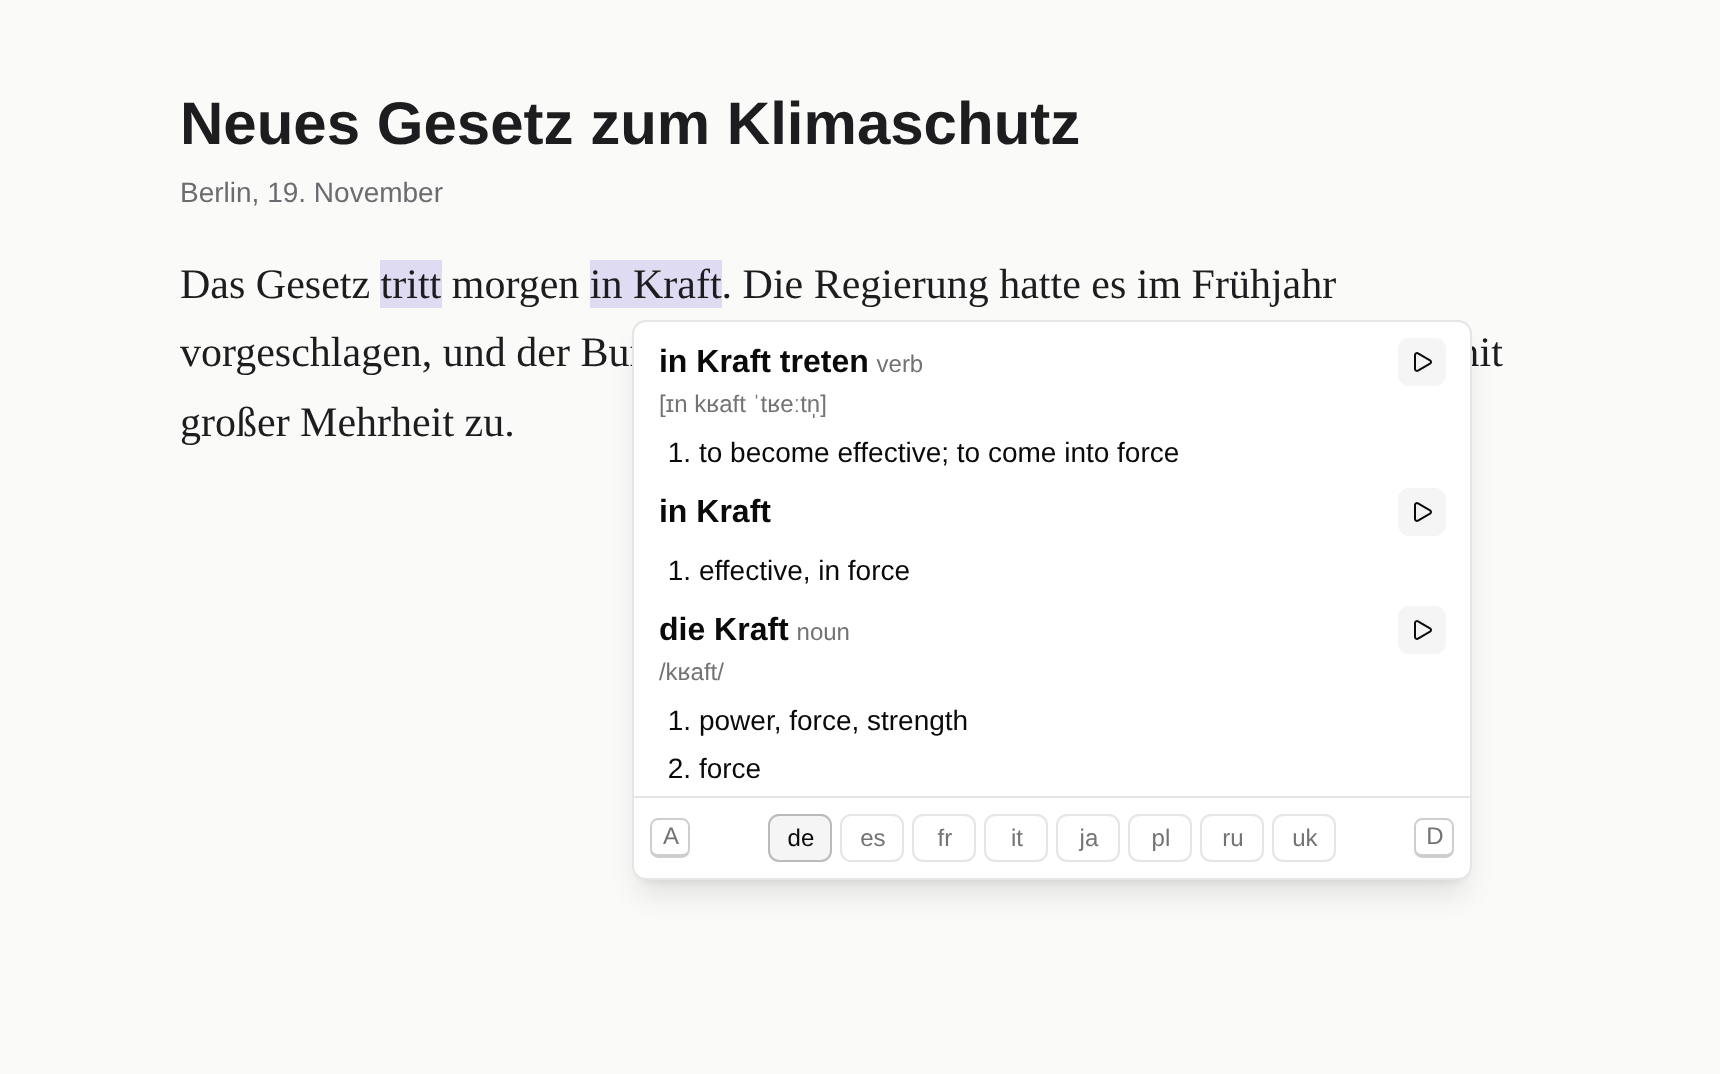 Neues Gesetz zum Klimaschutz
Berlin, 19. November
Das Gesetz tritt morgen in Kraft. Die Regierung hatte es im Frühjahr
vorgeschlagen, und der
großer Mehrheit zu.
in Kraft treten verb
[ɪn kʁaft ˈtʁeːtn̩]
1. to become effective; to come into force
in Kraft
1. effective, in force
die Kraft noun
/kʁaft/
1. power, force, strength
2. force
A de es fr it ja pl ru uk D